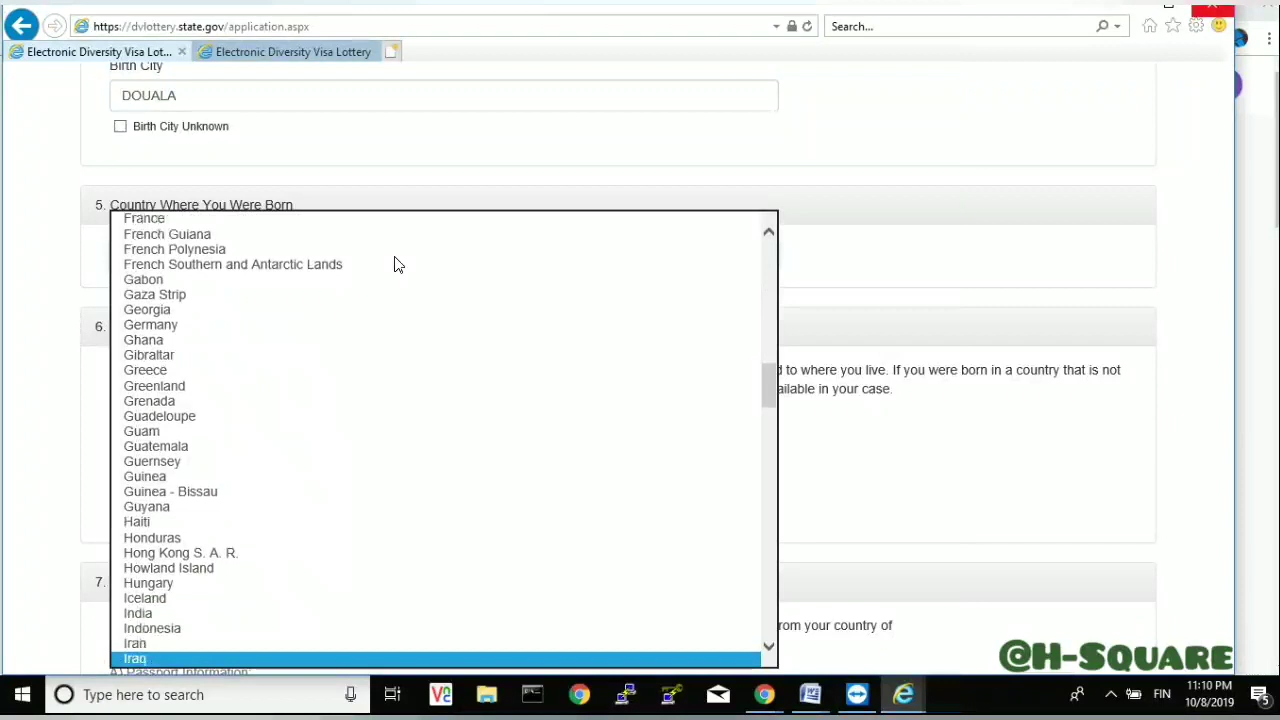 https://dvlottery.state.gov/application.aspx
Search...
Electronic Diversity Visa Lot...
Electronic Diversity Visa Lottery
Birth City
DOUALA
Birth City Unknown
5. Country Where You Were Born
France
French Guiana
French Polynesia
French Southern and Antarctic Lands
Gabon
Gaza Strip
Georgia
6.
Germany
Ghana
Gibraltar
Greece
d to where you live. If you were born in a country that is not
Greenland
ailable in your case.
Grenada
Guadeloupe
Guam
Guatemala
Guernsey
Guinea
Guinea - Bissau
Guyana
Haiti
Honduras
Hong Kong S. A. R.
Howland Island
7.
Hungary
Iceland
India
Indonesia
rom your country of
Iran
Iraq
A) Passport Information:
@H-SQUARE
Type here to search
FIN
11:10 PM
10/8/2019
5